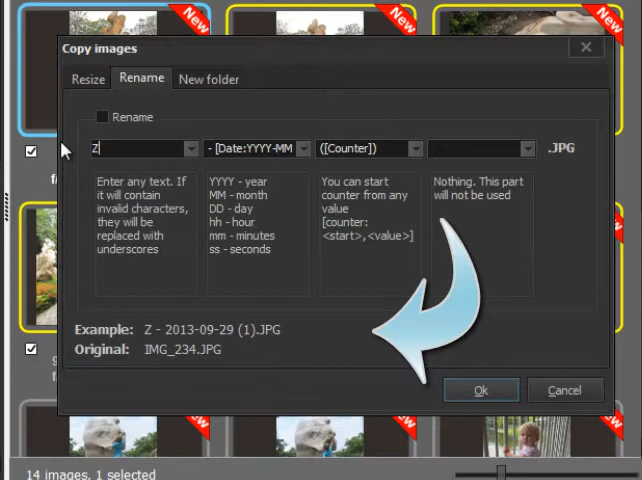 New
New
New
Copy images
Resize
Rename
New folder
Rename
Z
- [Date:YYYY-MM
([Counter])
.JPG
Enter any text. If
it will contain
invalid characters,
they will be
replaced with
underscores
YYYY - year
MM - month
DD - day
hh - hour
mm - minutes
ss - seconds
You can start
counter from any
value
[counter:
<start>,<value>]
Nothing. This part
will not be used
Example: Z - 2013-09-29 (1).JPG
Original: IMG_234.JPG
Ok
Cancel
New
New
New
14 images, 1 selected